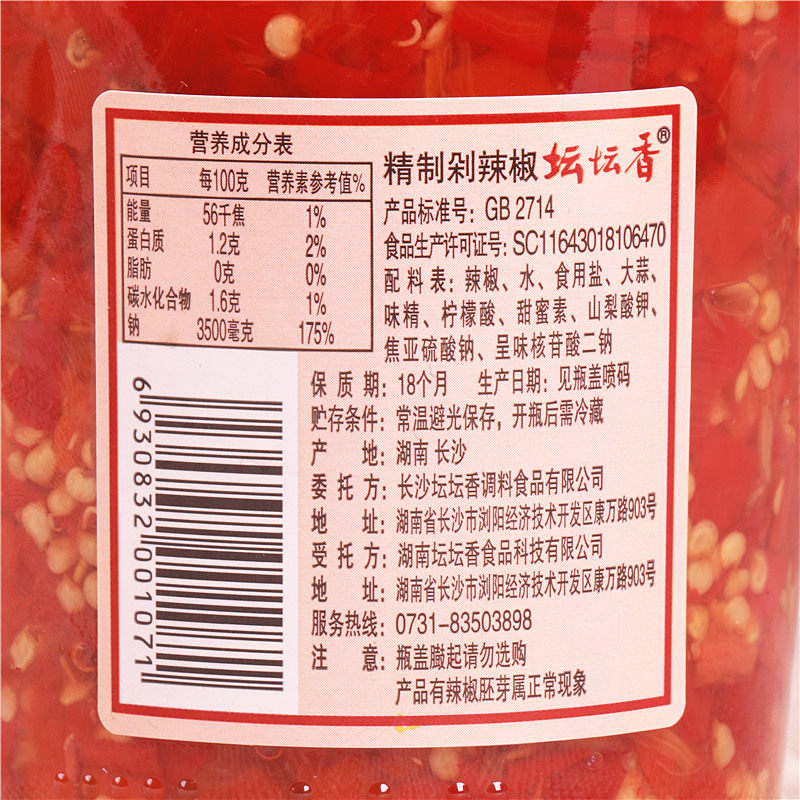 营养成分表
项目 每100克 营养素参考值%
能量 56千焦 1%
蛋白质 1.2克 2%
脂肪 0克 0%
碳水化合物 1.6克 1%
钠 3500毫克 175%
精制剁辣椒 坛坛香®
产品标准号: GB 2714
食品生产许可证号: SC11643018106470
配料表: 辣椒、水、食用盐、大蒜、
味精、柠檬酸、甜蜜素、山梨酸钾、
焦亚硫酸钠、呈味核苷酸二钠
保质期: 18个月 生产日期: 见瓶盖喷码
贮存条件: 常温避光保存,开瓶后需冷藏
产地: 湖南 长沙
委托方: 长沙坛坛香调料食品有限公司
地址: 湖南省长沙市浏阳经济技术开发区康万路903号
受托方: 湖南坛坛香食品科技有限公司
地址: 湖南省长沙市浏阳经济技术开发区康万路903号
服务热线: 0731-83503898
注意: 瓶盖臌起请勿选购
产品有辣椒胚芽属正常现象
6930832001071